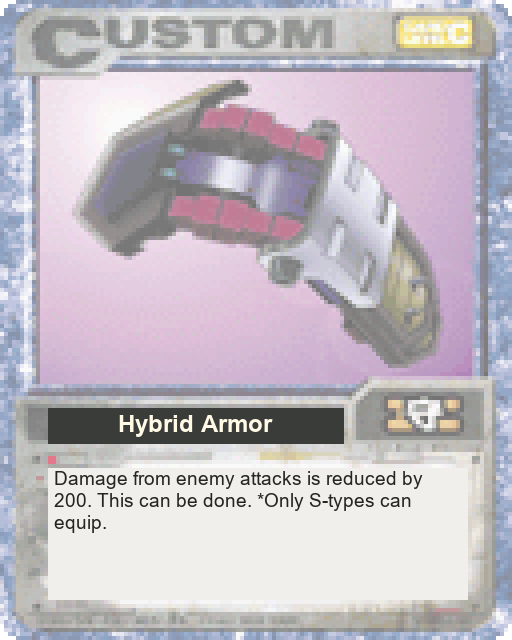 CUSTOM
Hybrid Armor
Damage from enemy attacks is reduced by
200. This can be done. *Only S-types can
equip.